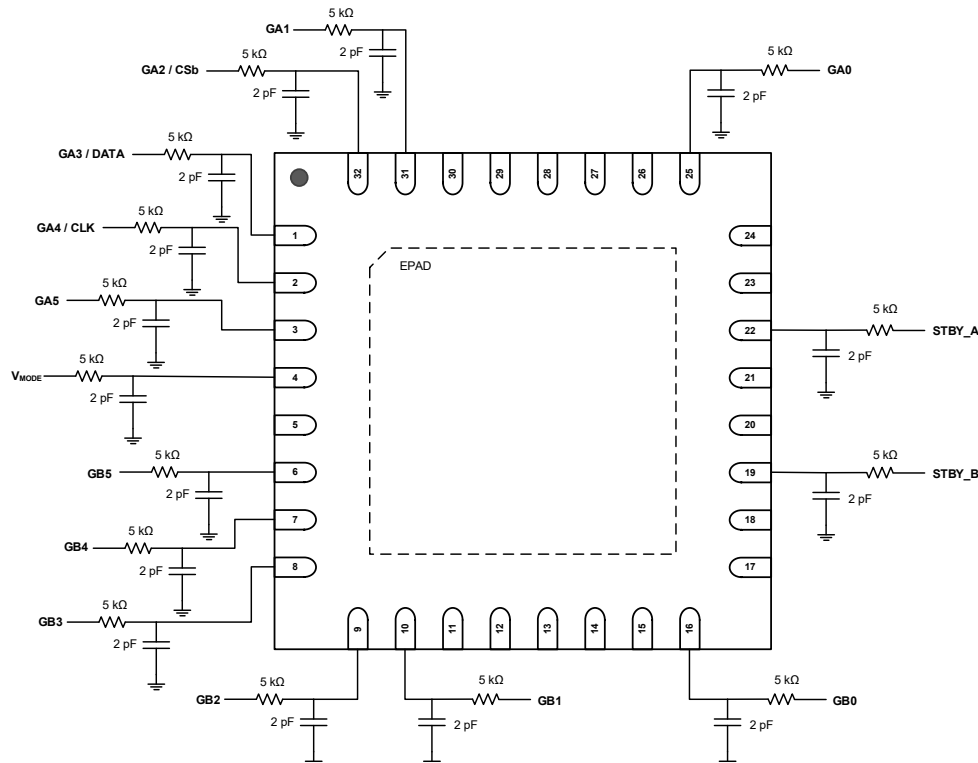 GA1 5 kΩ 2 pF
GA2 / CSb 5 kΩ 2 pF
5 kΩ GA0 2 pF
GA3 / DATA 5 kΩ 2 pF
32 31 30 29 28 27 26 25
GA4 / CLK 5 kΩ 2 pF
1 24
EPAD
2 23
GA5 5 kΩ 2 pF
3 22 5 kΩ STBY_A 2 pF
VMODE 5 kΩ 2 pF
4 21
5 20
GB5 5 kΩ 2 pF
6 19 5 kΩ STBY_B 2 pF
GB4 5 kΩ 2 pF
7 18
8 17
GB3 5 kΩ 2 pF
9 10 11 12 13 14 15 16
GB2 5 kΩ 2 pF
5 kΩ GB1 2 pF
5 kΩ GB0 2 pF